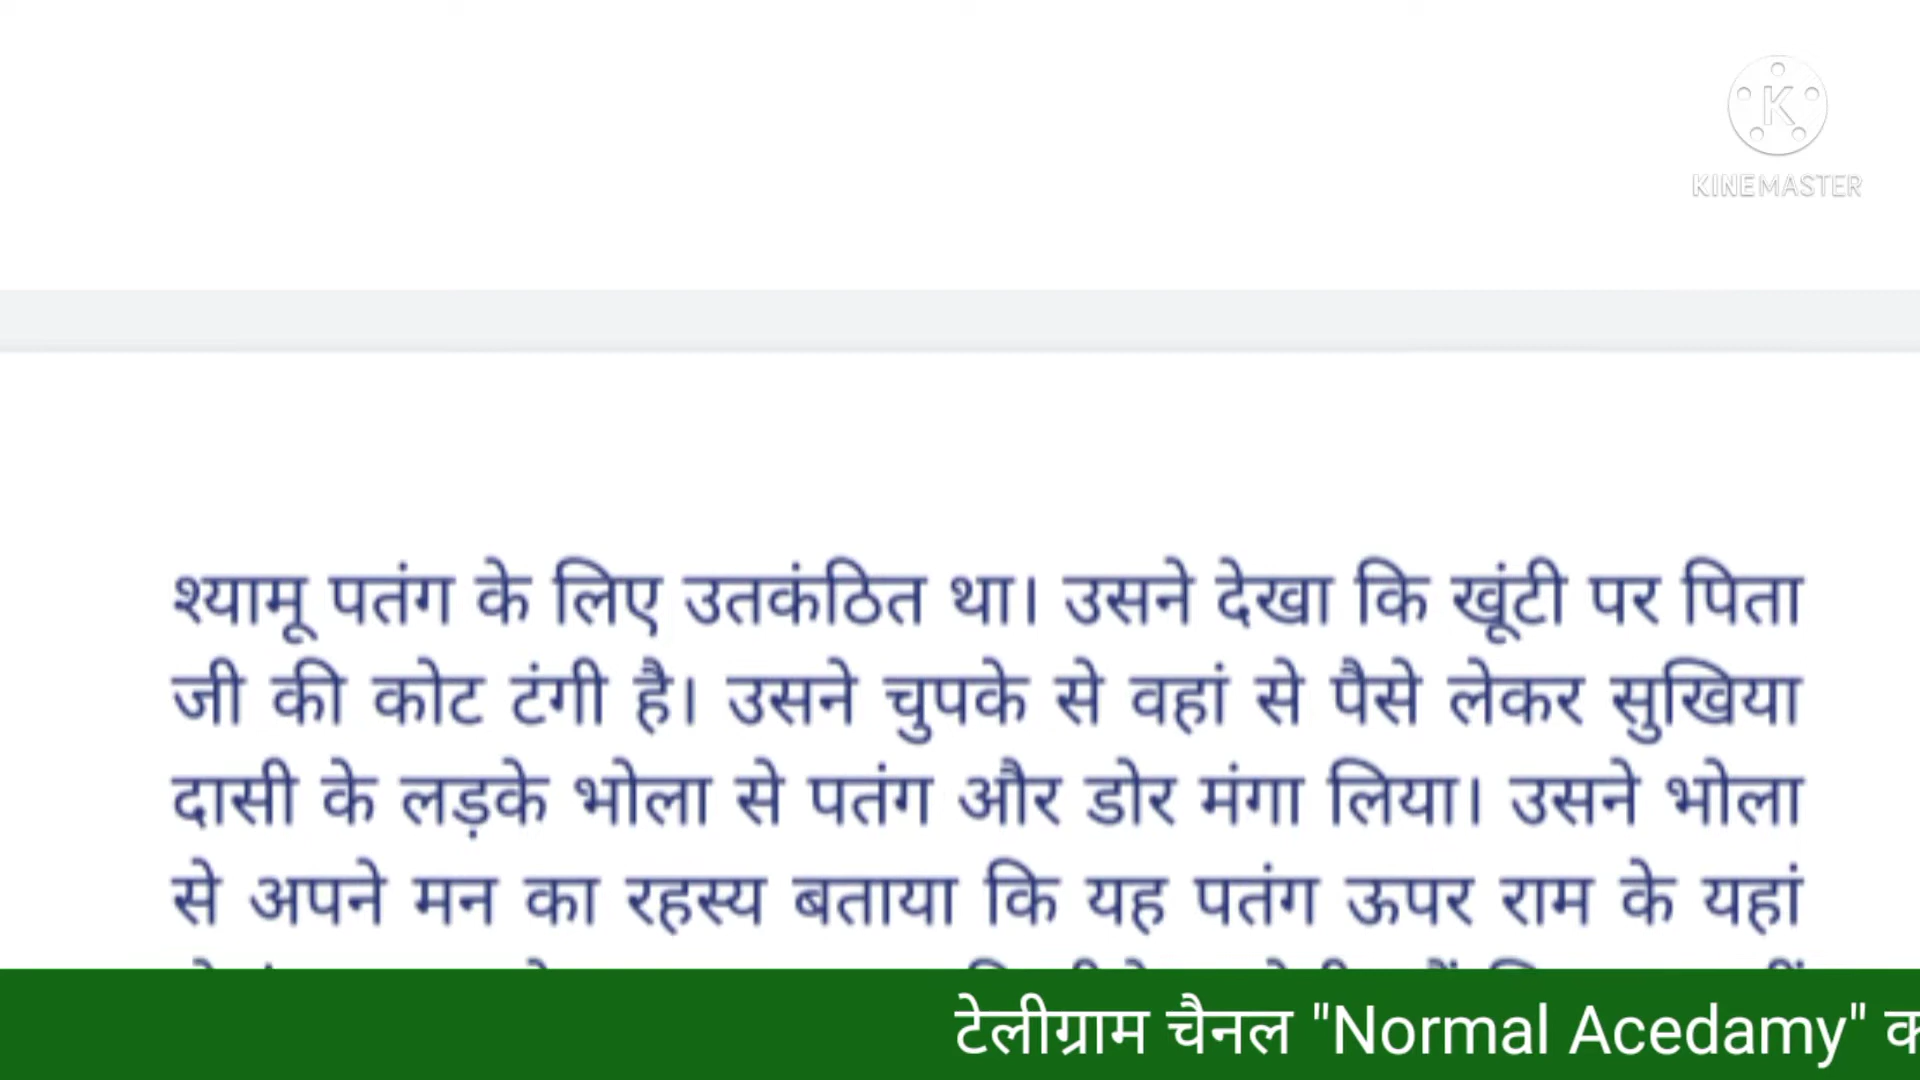 KINEMASTER
श्यामू पतंग के लिए उतकंठित था। उसने देखा कि खूंटी पर पिता
जी की कोट टंगी है। उसने चुपके से वहां से पैसे लेकर सुखिया
दासी के लड़के भोला से पतंग और डोर मंगा लिया। उसने भोला
से अपने मन का रहस्य बताया कि यह पतंग ऊपर राम के यहां
टेलीग्राम चैनल "Normal Acedamy"